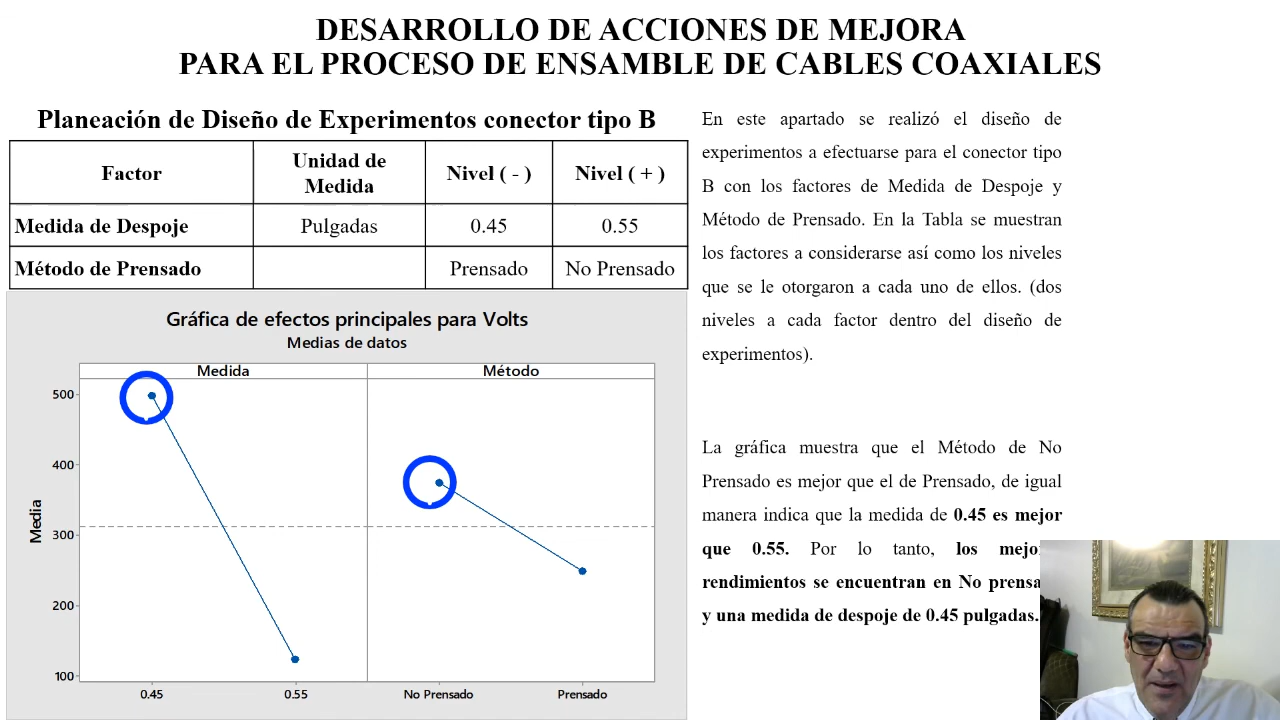 DESARROLLO DE ACCIONES DE MEJORA
PARA EL PROCESO DE ENSAMBLE DE CABLES COAXIALES
Planeación de Diseño de Experimentos conector tipo B
Factor
Unidad de
Medida
Nivel ( - )
Nivel ( + )
Medida de Despoje
Pulgadas
0.45
0.55
Método de Prensado
Prensado
No Prensado
Gráfica de efectos principales para Volts
Medias de datos
Medida
Método
Media
500
400
300
200
100
0.45
0.55
No Prensado
Prensado
En este apartado se realizó el diseño de
experimentos a efectuarse para el conector tipo
B con los factores de Medida de Despoje y
Método de Prensado. En la Tabla se muestran
los factores a considerarse así como los niveles
que se le otorgaron a cada uno de ellos. (dos
niveles a cada factor dentro del diseño de
experimentos).
La gráfica muestra que el Método de No
Prensado es mejor que el de Prensado, de igual
manera indica que la medida de 0.45 es mejor
que 0.55. Por lo tanto, los
rendimientos se encuentran en No
y una medida de despoje de 0.45 pulgadas.